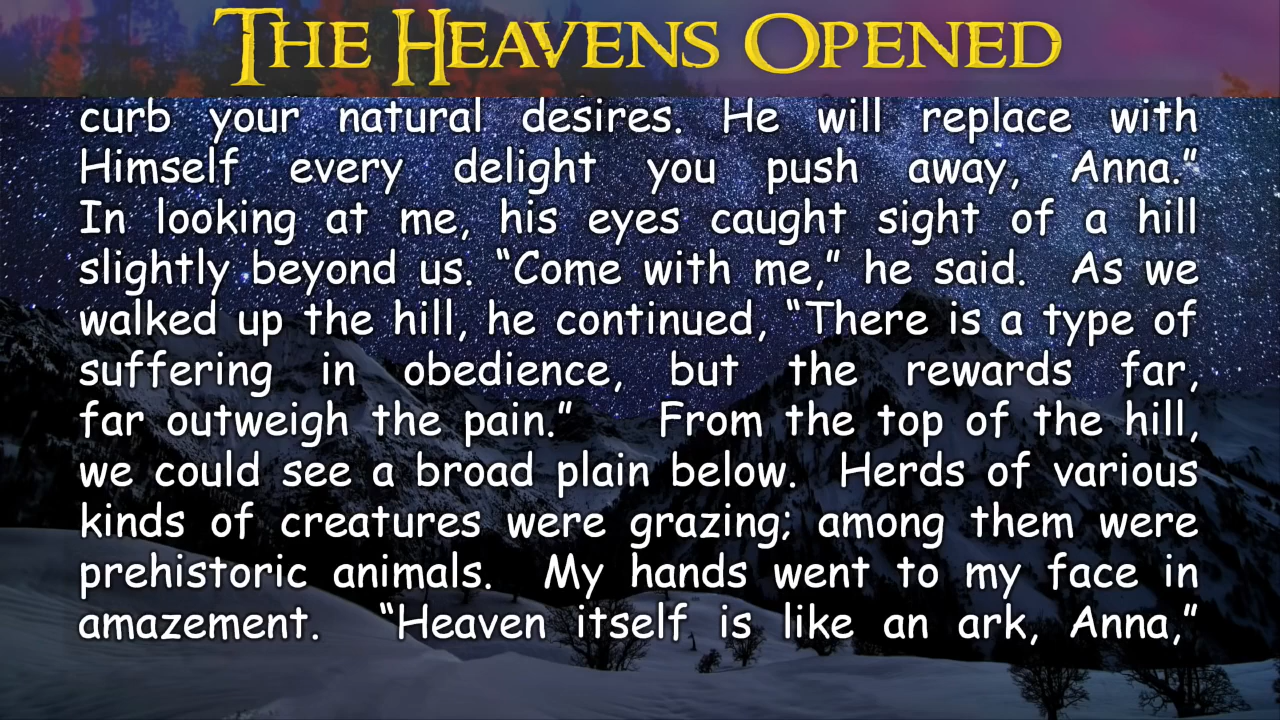 THE HEAVENS OPENED
curb your natural desires. He will replace with
Himself every delight you push away, Anna.”
In looking at me, his eyes caught sight of a hill
slightly beyond us. “Come with me,” he said. As we
walked up the hill, he continued, “There is a type of
suffering in obedience, but the rewards far,
far outweigh the pain.” From the top of the hill,
we could see a broad plain below. Herds of various
kinds of creatures were grazing; among them were
prehistoric animals. My hands went to my face in
amazement. “Heaven itself is like an ark, Anna,”